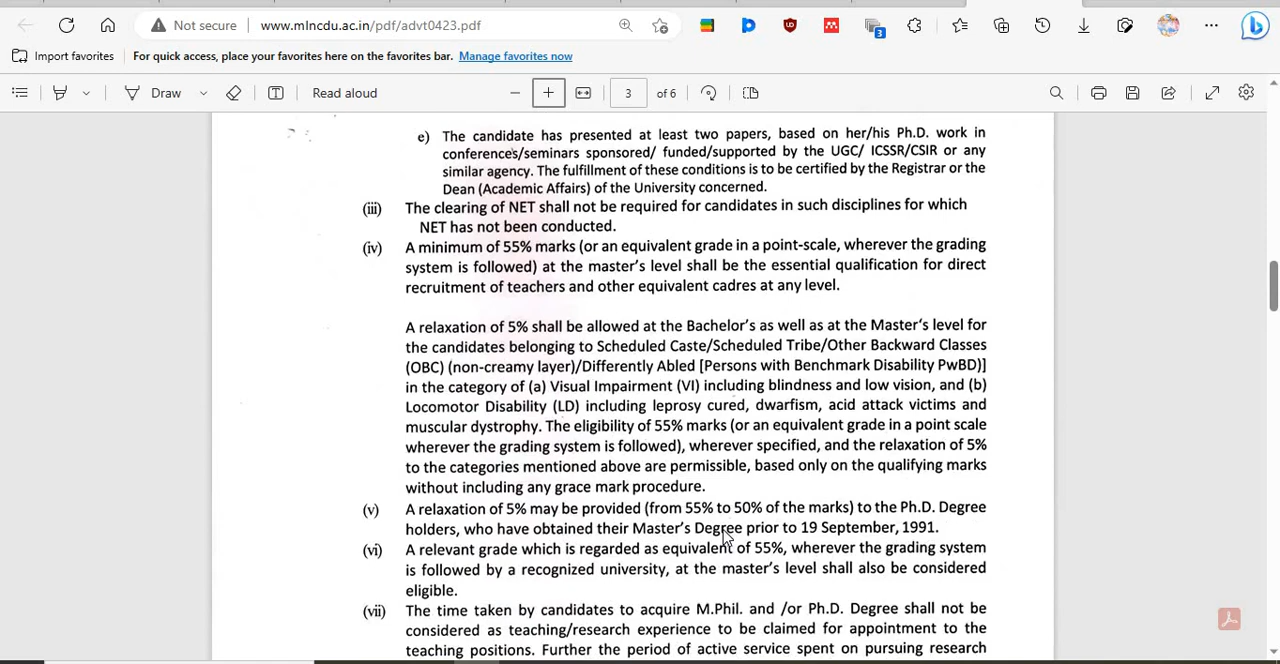 Not secure
www.mlncdu.ac.in/pdf/advt0423.pdf
3
Import favorites
For quick access, place your favorites here on the favorites bar. Manage favorites now
Draw
Read aloud
3
of 6
e) The candidate has presented at least two papers, based on her/his Ph.D. work in
conferences/seminars sponsored/ funded/supported by the UGC/ ICSSR/CSIR or any
similar agency. The fulfillment of these conditions is to be certified by the Registrar or the
Dean (Academic Affairs) of the University concerned.
(iii) The clearing of NET shall not be required for candidates in such disciplines for which
NET has not been conducted.
(iv) A minimum of 55% marks (or an equivalent grade in a point-scale, wherever the grading
system is followed) at the master's level shall be the essential qualification for direct
recruitment of teachers and other equivalent cadres at any level.
A relaxation of 5% shall be allowed at the Bachelor's as well as at the Master's level for
the candidates belonging to Scheduled Caste/Scheduled Tribe/Other Backward Classes
(OBC) (non-creamy layer)/Differently Abled [Persons with Benchmark Disability PwBD)]
in the category of (a) Visual Impairment (VI) including blindness and low vision, and (b)
Locomotor Disability (LD) including leprosy cured, dwarfism, acid attack victims and
muscular dystrophy. The eligibility of 55% marks (or an equivalent grade in a point scale
wherever the grading system is followed), wherever specified, and the relaxation of 5%
to the categories mentioned above are permissible, based only on the qualifying marks
without including any grace mark procedure.
(v) A relaxation of 5% may be provided (from 55% to 50% of the marks) to the Ph.D. Degree
holders, who have obtained their Master's Degree prior to 19 September, 1991.
(vi) A relevant grade which is regarded as equivalent of 55%, wherever the grading system
is followed by a recognized university, at the master's level shall also be considered
eligible.
(vii) The time taken by candidates to acquire M.Phil. and /or Ph.D. Degree shall not be
considered as teaching/research experience to be claimed for appointment to the
teaching positions. Further the period of active service spent on pursuing research